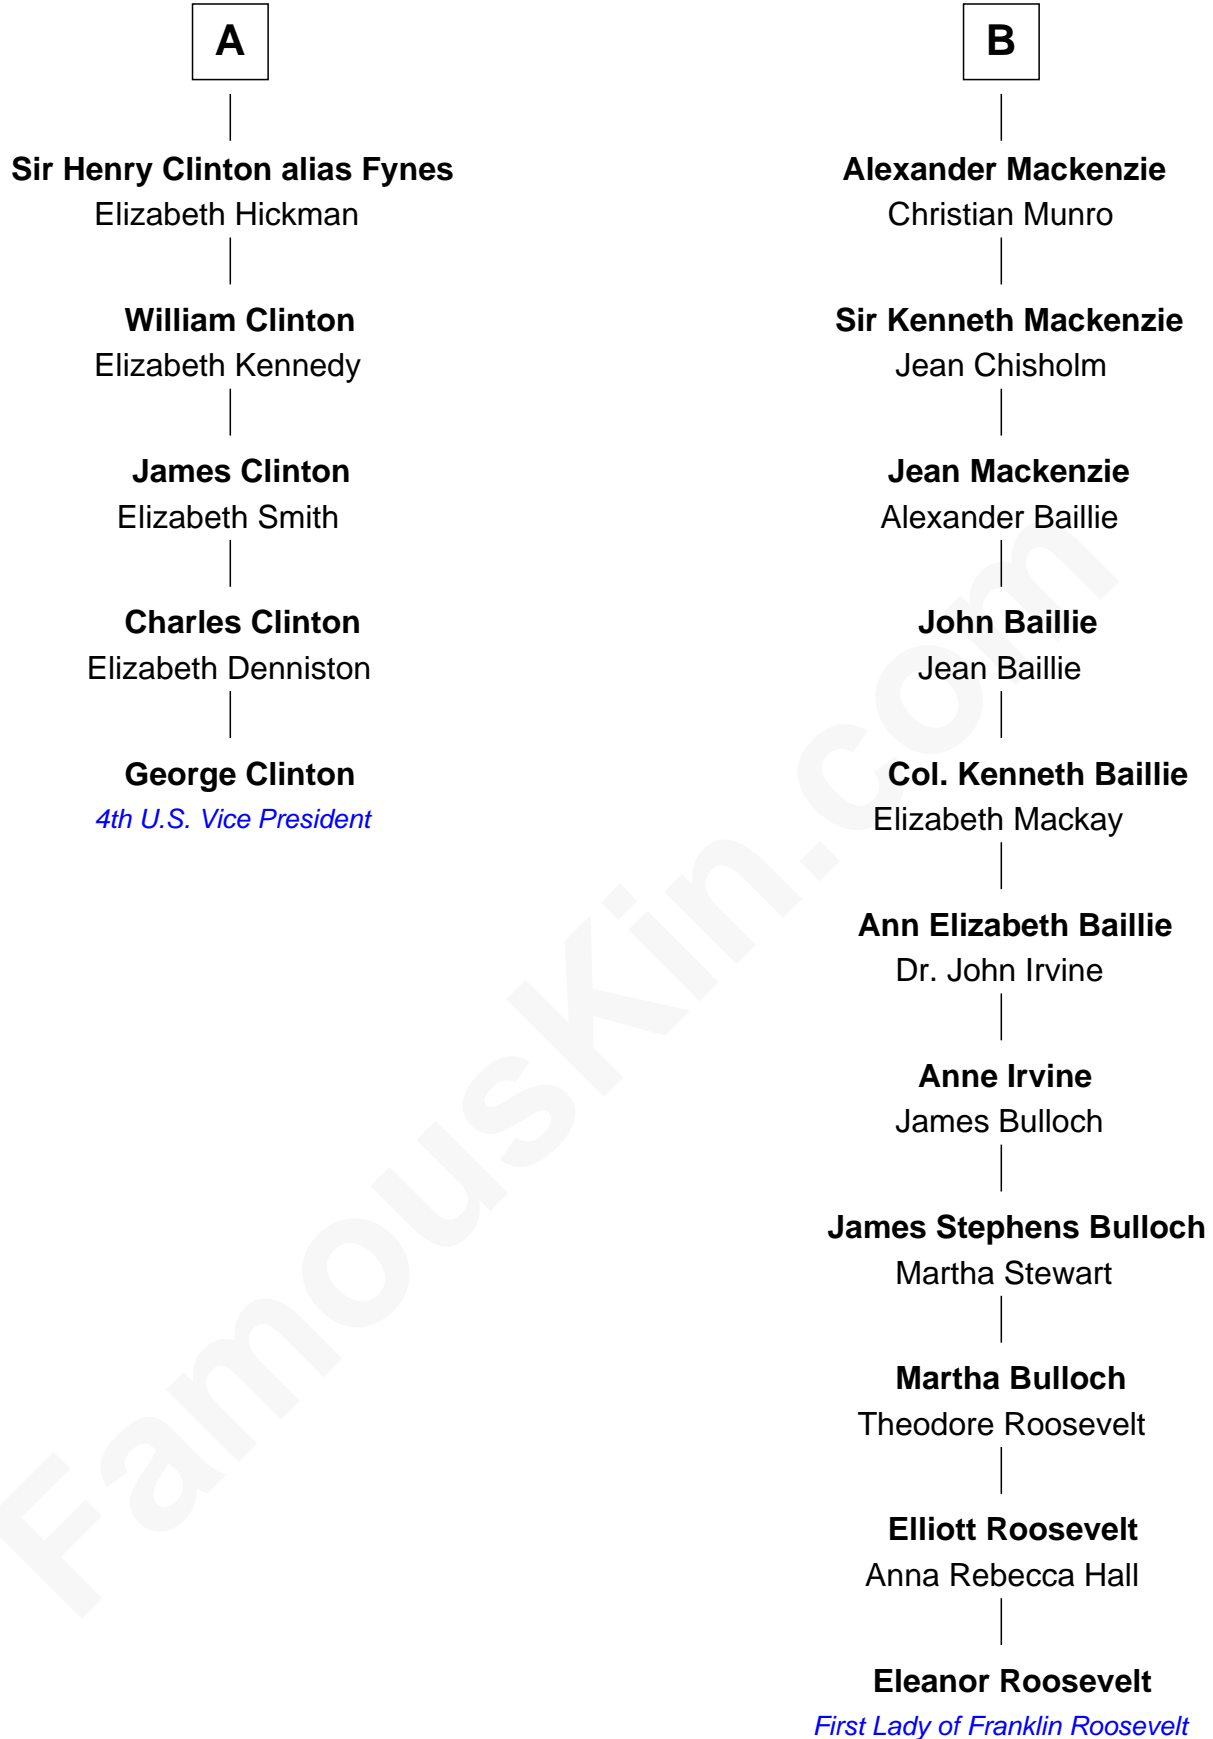 A
Sir Henry Clinton alias Fynes
Elizabeth Hickman
William Clinton
Elizabeth Kennedy
James Clinton
Elizabeth Smith
Charles Clinton
Elizabeth Denniston
George Clinton
4th U.S. Vice President
B
Alexander Mackenzie
Christian Munro
Sir Kenneth Mackenzie
Jean Chisholm
Jean Mackenzie
Alexander Baillie
John Baillie
Jean Baillie
Col. Kenneth Baillie
Elizabeth Mackay
Ann Elizabeth Baillie
Dr. John Irvine
Anne Irvine
James Bulloch
James Stephens Bulloch
Martha Stewart
Martha Bulloch
Theodore Roosevelt
Elliott Roosevelt
Anna Rebecca Hall
Eleanor Roosevelt
First Lady of Franklin Roosevelt
FamousKin.com